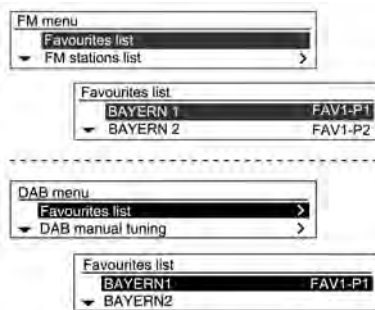 FM menu
Favourites list
FM stations list >
Favourites list
BAYERN 1 FAV1-P1
BAYERN 2 FAV1-P2
DAB menu
Favourites list >
DAB manual tuning >
Favourites list
BAYERN1 FAV1-P1
BAYERN2